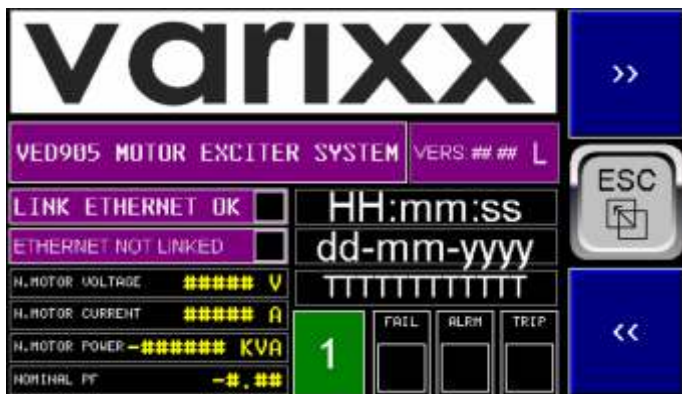 varixx
>>
VED905 MOTOR EXCITER SYSTEM
VERS:##.## L
ESC
LINK ETHERNET OK
HH:mm:ss
ETHERNET NOT LINKED
dd-mm-yyyy
N.MOTOR VOLTAGE ##### V
TTTTTTTTTTTT
N.MOTOR CURRENT ##### A
FAIL ALRM TRIP
N.MOTOR POWER -###### KVA
1
<<
NOMINAL PF -#.##